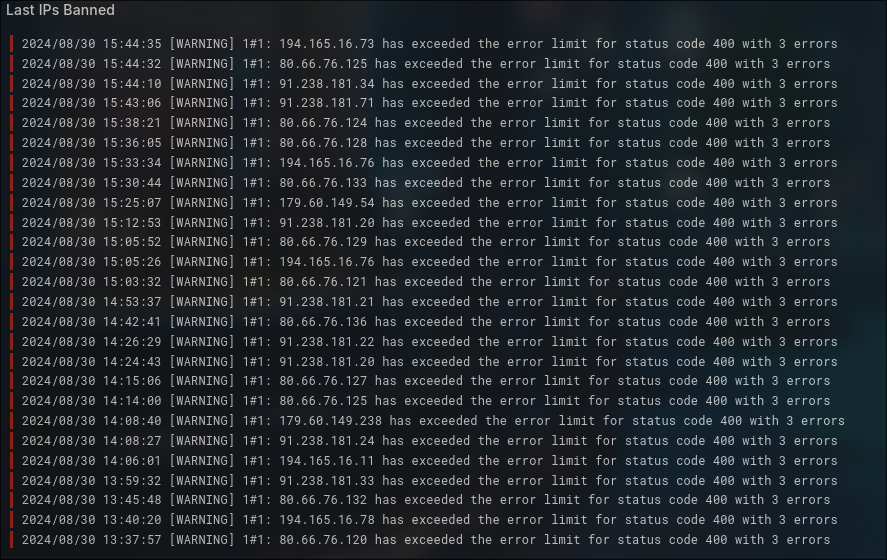 Last IPs Banned
2024/08/30 15:44:35 [WARNING] 1#1: 194.165.16.73 has exceeded the error limit for status code 400 with 3 errors
2024/08/30 15:44:32 [WARNING] 1#1: 80.66.76.125 has exceeded the error limit for status code 400 with 3 errors
2024/08/30 15:44:10 [WARNING] 1#1: 91.238.181.34 has exceeded the error limit for status code 400 with 3 errors
2024/08/30 15:43:06 [WARNING] 1#1: 91.238.181.71 has exceeded the error limit for status code 400 with 3 errors
2024/08/30 15:38:21 [WARNING] 1#1: 80.66.76.124 has exceeded the error limit for status code 400 with 3 errors
2024/08/30 15:36:05 [WARNING] 1#1: 80.66.76.128 has exceeded the error limit for status code 400 with 3 errors
2024/08/30 15:33:34 [WARNING] 1#1: 194.165.16.76 has exceeded the error limit for status code 400 with 3 errors
2024/08/30 15:30:44 [WARNING] 1#1: 80.66.76.133 has exceeded the error limit for status code 400 with 3 errors
2024/08/30 15:25:07 [WARNING] 1#1: 179.60.149.54 has exceeded the error limit for status code 400 with 3 errors
2024/08/30 15:12:53 [WARNING] 1#1: 91.238.181.20 has exceeded the error limit for status code 400 with 3 errors
2024/08/30 15:05:52 [WARNING] 1#1: 80.66.76.129 has exceeded the error limit for status code 400 with 3 errors
2024/08/30 15:05:26 [WARNING] 1#1: 194.165.16.76 has exceeded the error limit for status code 400 with 3 errors
2024/08/30 15:03:32 [WARNING] 1#1: 80.66.76.121 has exceeded the error limit for status code 400 with 3 errors
2024/08/30 14:53:37 [WARNING] 1#1: 91.238.181.21 has exceeded the error limit for status code 400 with 3 errors
2024/08/30 14:42:41 [WARNING] 1#1: 80.66.76.136 has exceeded the error limit for status code 400 with 3 errors
2024/08/30 14:26:29 [WARNING] 1#1: 91.238.181.22 has exceeded the error limit for status code 400 with 3 errors
2024/08/30 14:24:43 [WARNING] 1#1: 91.238.181.20 has exceeded the error limit for status code 400 with 3 errors
2024/08/30 14:15:06 [WARNING] 1#1: 80.66.76.127 has exceeded the error limit for status code 400 with 3 errors
2024/08/30 14:14:00 [WARNING] 1#1: 80.66.76.125 has exceeded the error limit for status code 400 with 3 errors
2024/08/30 14:08:40 [WARNING] 1#1: 179.60.149.238 has exceeded the error limit for status code 400 with 3 errors
2024/08/30 14:08:27 [WARNING] 1#1: 91.238.181.24 has exceeded the error limit for status code 400 with 3 errors
2024/08/30 14:06:01 [WARNING] 1#1: 194.165.16.11 has exceeded the error limit for status code 400 with 3 errors
2024/08/30 13:59:32 [WARNING] 1#1: 91.238.181.33 has exceeded the error limit for status code 400 with 3 errors
2024/08/30 13:45:48 [WARNING] 1#1: 80.66.76.132 has exceeded the error limit for status code 400 with 3 errors
2024/08/30 13:40:20 [WARNING] 1#1: 194.165.16.78 has exceeded the error limit for status code 400 with 3 errors
2024/08/30 13:37:57 [WARNING] 1#1: 80.66.76.120 has exceeded the error limit for status code 400 with 3 errors